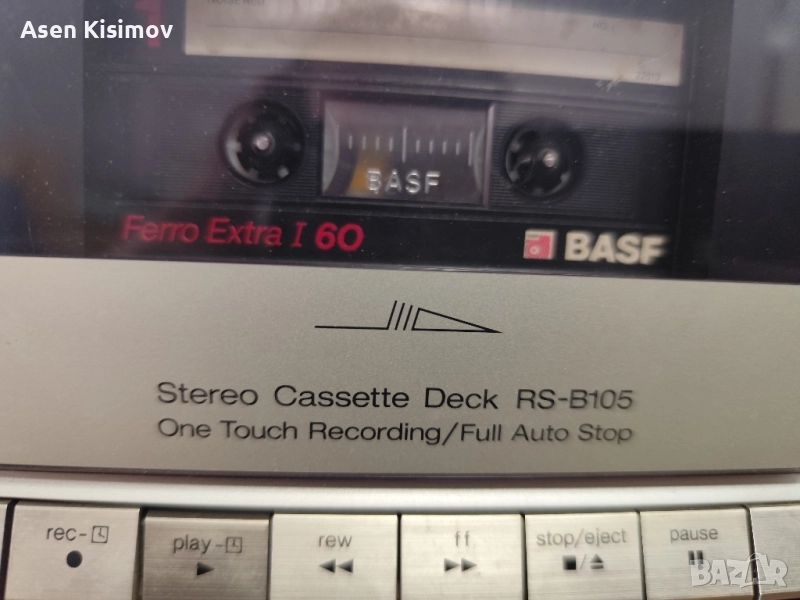 Asen Kisimov
BASF
Ferro Extra I 60
BASF
Stereo Cassette Deck RS-B105
One Touch Recording/Full Auto Stop
rec-
play-
rew
ff
stop/eject
pause
BAZAR